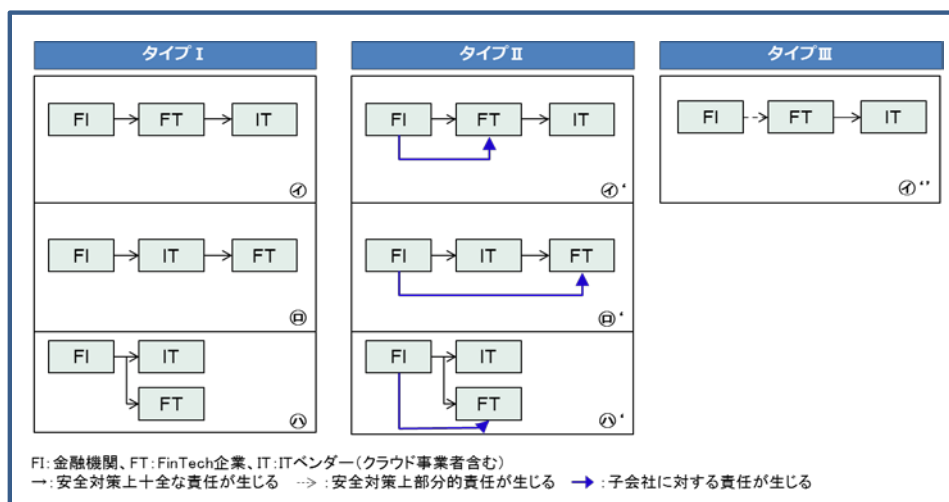 タイプⅠ
タイプⅡ
タイプⅢ
FI → FT → IT
㋑
FI → FT → IT
㋑‘
FI --> FT → IT
㋑‘’
FI → IT → FT
㋺
FI → IT → FT
㋺‘
FI → IT
FT
㋩
FI → IT
FT
㋩‘
FI:金融機関、FT:FinTech企業、IT:ITベンダー(クラウド事業者含む)
→:安全対策上十全な責任が生じる --> :安全対策上部分的責任が生じる → :子会社に対する責任が生じる